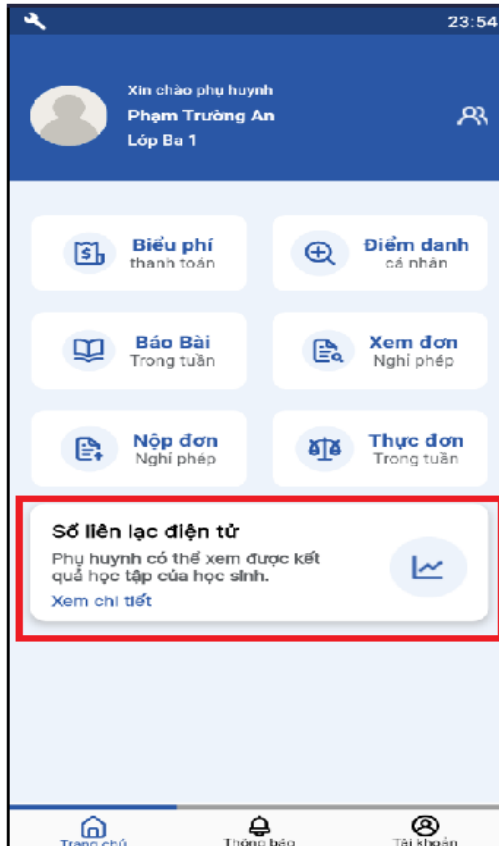 23:54
Xin chào phụ huynh
Phạm Trường An
Lớp Ba 1
Biểu phí
thanh toán
Điểm danh
cá nhân
Báo Bài
Trong tuần
Xem đơn
Nghỉ phép
Nộp đơn
Nghỉ phép
Thực đơn
Trong tuần
Sổ liên lạc điện tử
Phụ huynh có thể xem được kết
quả học tập của học sinh.
Xem chi tiết
Trang chủ
Thông báo
Tài khoản